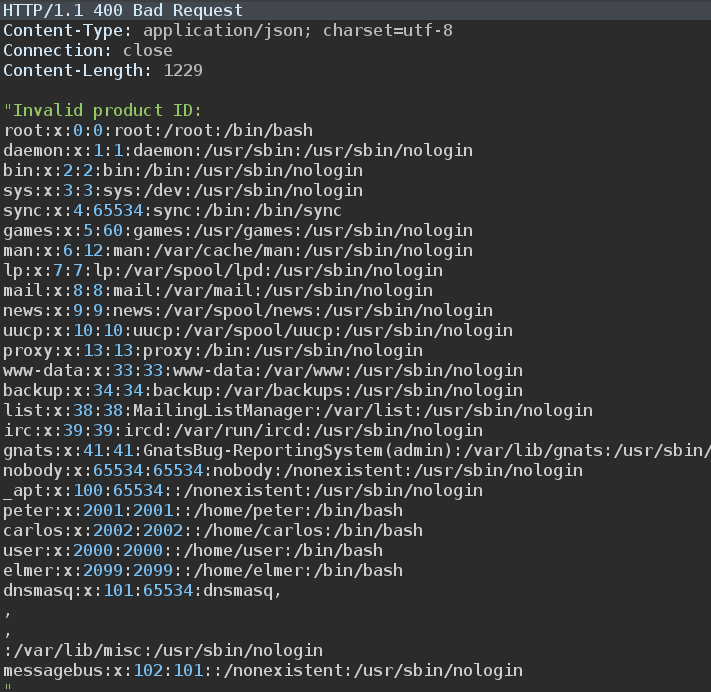 HTTP/1.1 400 Bad Request
Content-Type: application/json; charset=utf-8
Connection: close
Content-Length: 1229
"Invalid product ID:
root:x:0:0:root:/root:/bin/bash
daemon:x:1:1:daemon:/usr/sbin:/usr/sbin/nologin
bin:x:2:2:bin:/bin:/usr/sbin/nologin
sys:x:3:3:sys:/dev:/usr/sbin/nologin
sync:x:4:65534:sync:/bin:/bin/sync
games:x:5:60:games:/usr/games:/usr/sbin/nologin
man:x:6:12:man:/var/cache/man:/usr/sbin/nologin
lp:x:7:7:lp:/var/spool/lpd:/usr/sbin/nologin
mail:x:8:8:mail:/var/mail:/usr/sbin/nologin
news:x:9:9:news:/var/spool/news:/usr/sbin/nologin
uucp:x:10:10:uucp:/var/spool/uucp:/usr/sbin/nologin
proxy:x:13:13:proxy:/bin:/usr/sbin/nologin
www-data:x:33:33:www-data:/var/www:/usr/sbin/nologin
backup:x:34:34:backup:/var/backups:/usr/sbin/nologin
list:x:38:38:MailingListManager:/var/list:/usr/sbin/nologin
irc:x:39:39:ircd:/var/run/ircd:/usr/sbin/nologin
gnats:x:41:41:GnatsBug-ReportingSystem(admin):/var/lib/gnats:/usr/sbin/
nobody:x:65534:65534:nobody:/nonexistent:/usr/sbin/nologin
_apt:x:100:65534::/nonexistent:/usr/sbin/nologin
peter:x:2001:2001::/home/peter:/bin/bash
carlos:x:2002:2002::/home/carlos:/bin/bash
user:x:2000:2000::/home/user:/bin/bash
elmer:x:2099:2099::/home/elmer:/bin/bash
dnsmasq:x:101:65534:dnsmasq,
,
,
:/var/lib/misc:/usr/sbin/nologin
messagebus:x:102:101::/nonexistent:/usr/sbin/nologin
"